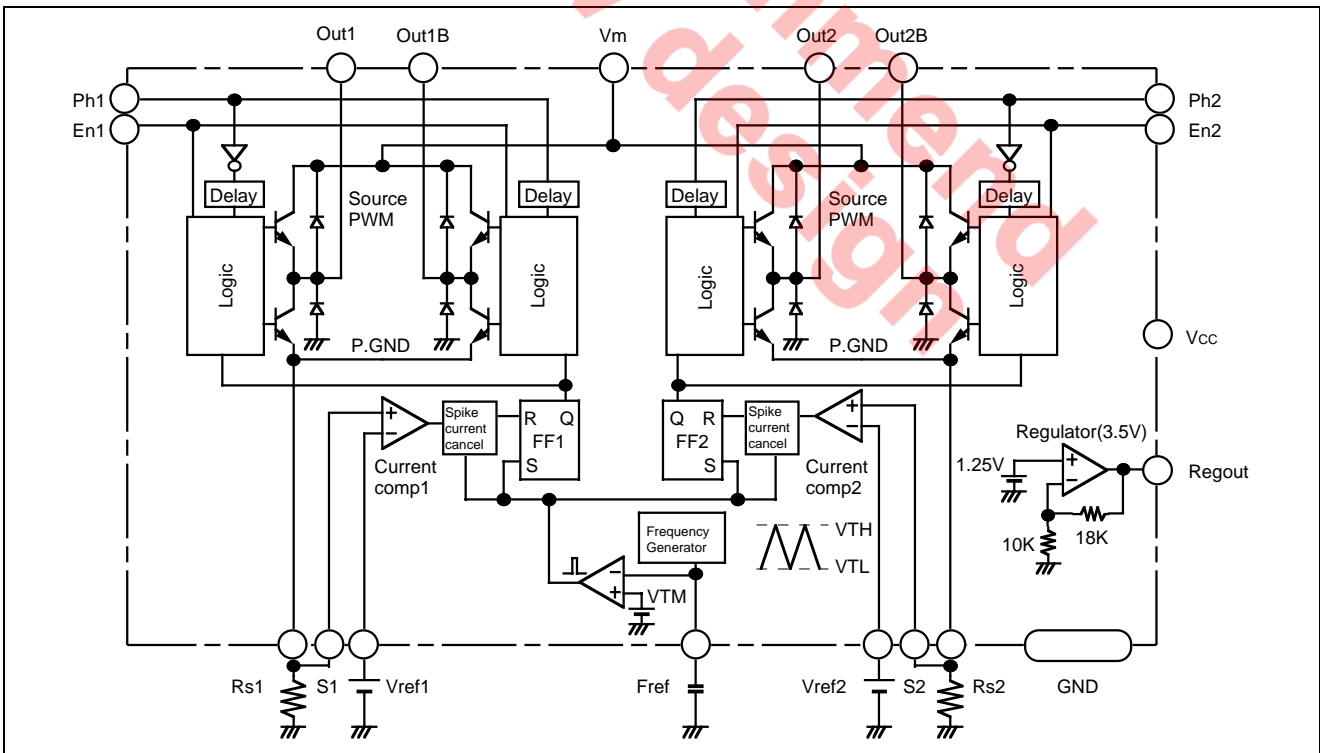 Out1 Out1B Vm Out2 Out2B
Ph1 Ph2
En1 En2
Delay Source PWM Delay Delay Source PWM Delay
Logic Logic Logic Logic
P.GND P.GND
Vcc
Spike current cancel
R Q
FF1
S
Current comp1
Q R
FF2
S
Spike current cancel
Current comp2
Regulator(3.5V)
1.25V
Regout
10K 18K
Frequency Generator
VTH
VTL
VTM
Rs1 S1 Vref1 Fref Vref2 S2 Rs2 GND
design